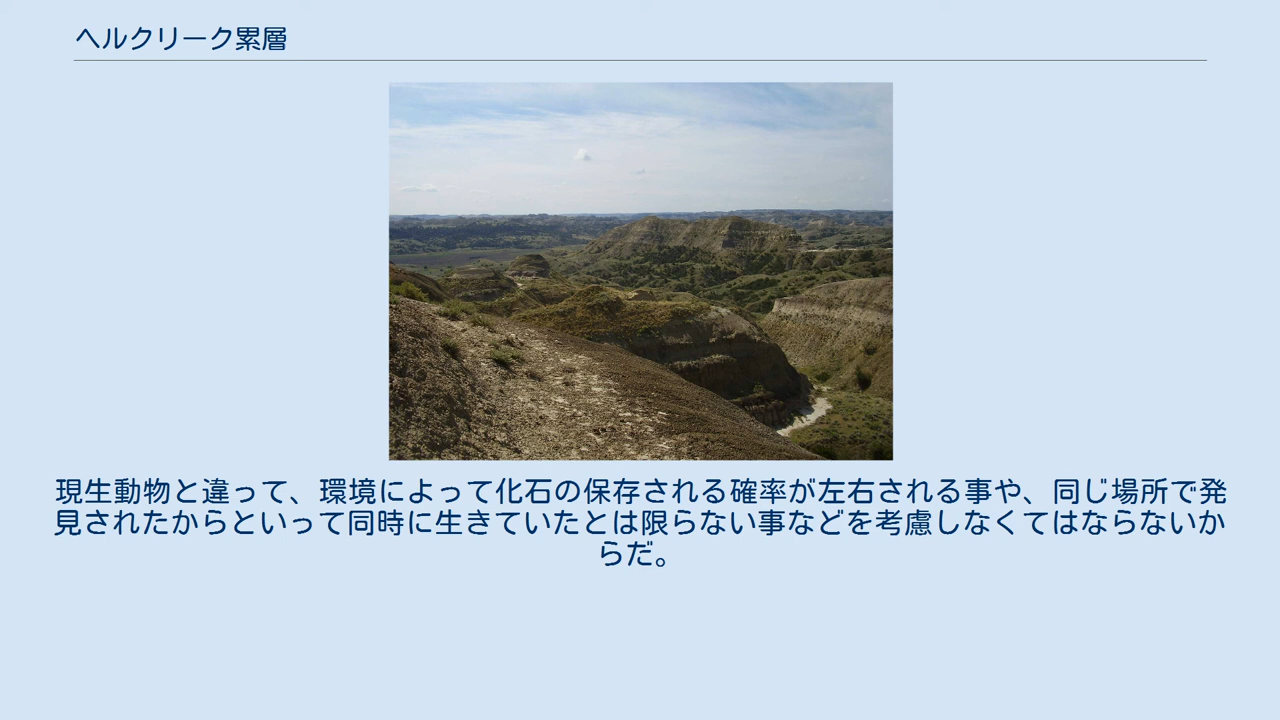 ヘルクリーク累層
現生動物と違って、環境によって化石の保存される確率が左右される事や、同じ場所で発
見されたからといって同時に生きていたとは限らない事などを考慮しなくてはならないか
らだ。